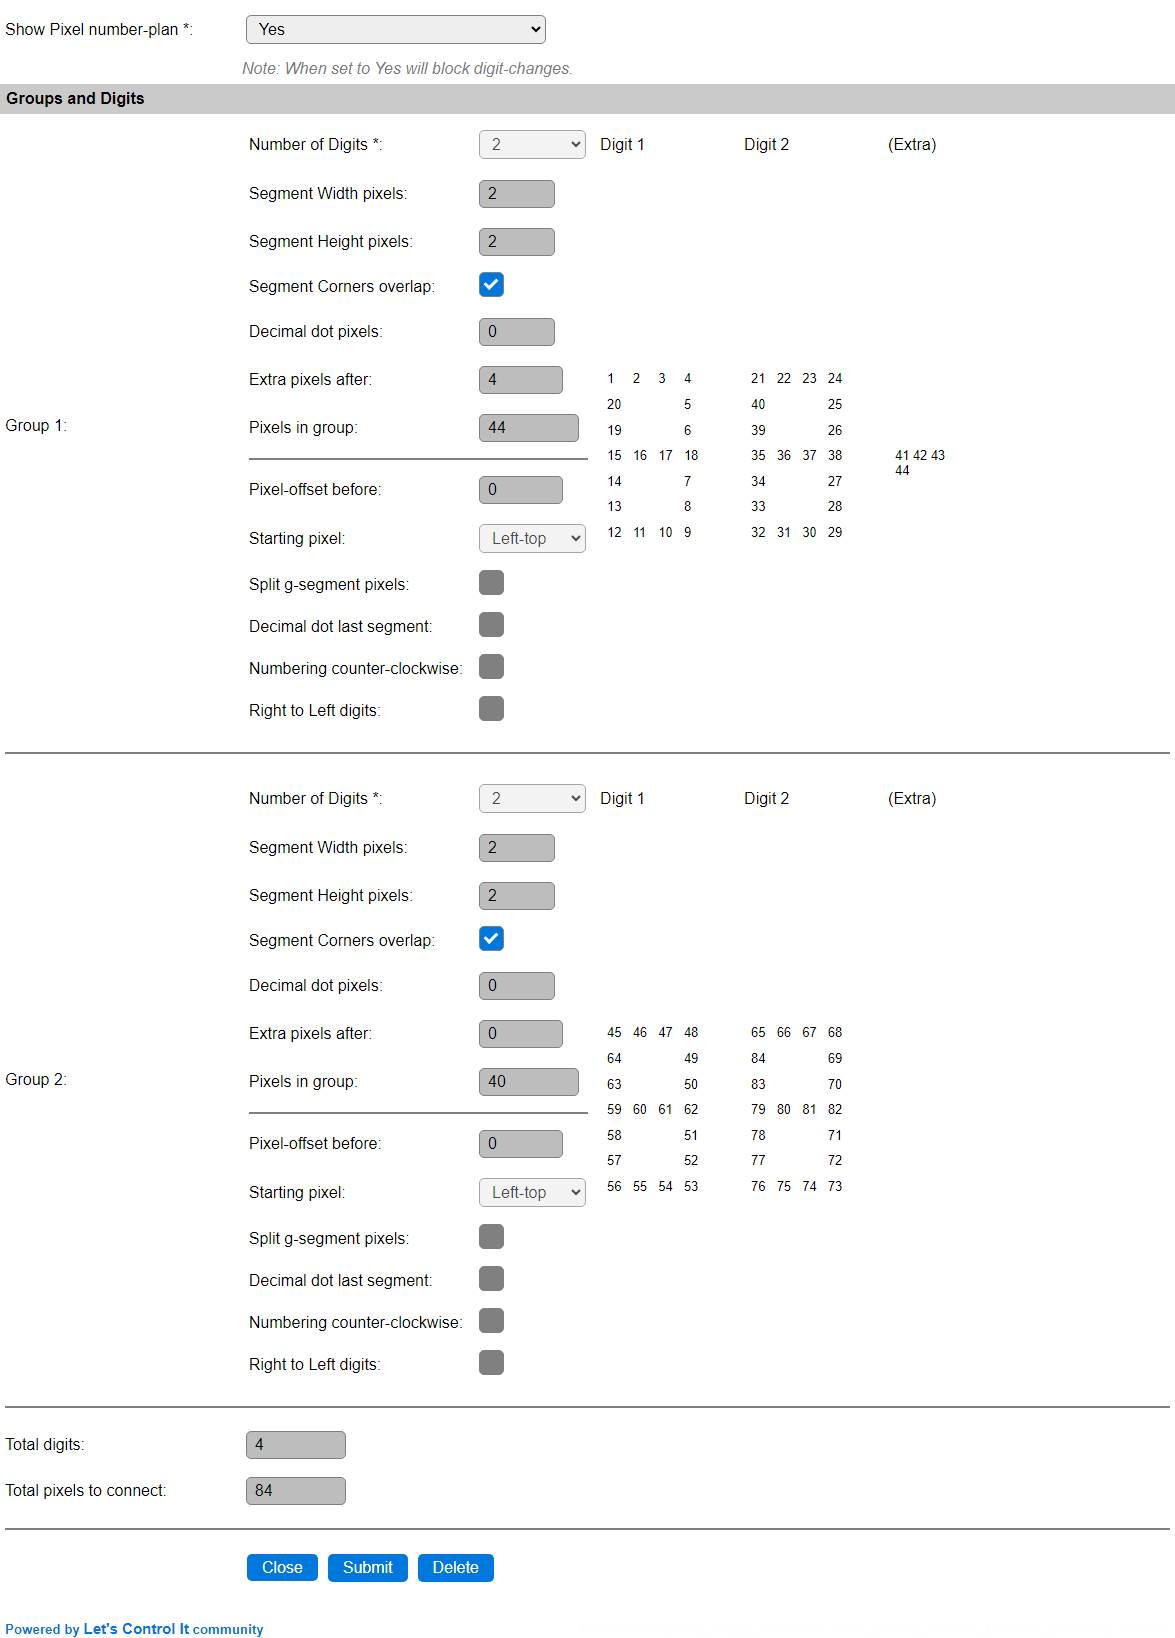 Show Pixel number-plan *: Yes
Note: When set to Yes will block digit-changes.
Groups and Digits
Number of Digits *: 2 Digit 1 Digit 2 (Extra)
Segment Width pixels: 2
Segment Height pixels: 2
Segment Corners overlap:
Decimal dot pixels: 0
Extra pixels after: 4 1 2 3 4 21 22 23 24
20 5 40 25
Group 1: Pixels in group: 44 19 6 39 26
15 16 17 18 35 36 37 38 41 42 43
44
Pixel-offset before: 0 14 7 34 27
13 8 33 28
Starting pixel: Left-top 12 11 10 9 32 31 30 29
Split g-segment pixels:
Decimal dot last segment:
Numbering counter-clockwise:
Right to Left digits:
Number of Digits *: 2 Digit 1 Digit 2 (Extra)
Segment Width pixels: 2
Segment Height pixels: 2
Segment Corners overlap:
Decimal dot pixels: 0
Extra pixels after: 0 45 46 47 48 65 66 67 68
64 49 84 69
Group 2: Pixels in group: 40 63 50 83 70
59 60 61 62 79 80 81 82
Pixel-offset before: 0 58 51 78 71
57 52 77 72
Starting pixel: Left-top 56 55 54 53 76 75 74 73
Split g-segment pixels:
Decimal dot last segment:
Numbering counter-clockwise:
Right to Left digits:
Total digits: 4
Total pixels to connect: 84
Close Submit Delete
Powered by Let's Control It community